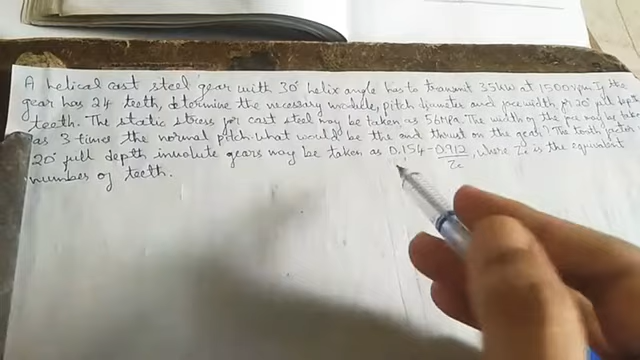 A helical cast steel gear with 30° helix angle has to transmit 35kW at 1500rpm. If the
gear has 24 teeth, determine the necessary module, pitch diameter and face width for 20° full depth
teeth. The static stress for cast steel may be taken as 56MPa. The width of the face may be taken
as 3 times the normal pitch. What would be the end thrust on the gear? The tooth factor
20° full depth involute gears may be taken as 0.154 - 0.912/Ze, where Ze is the equivalent
number of teeth.